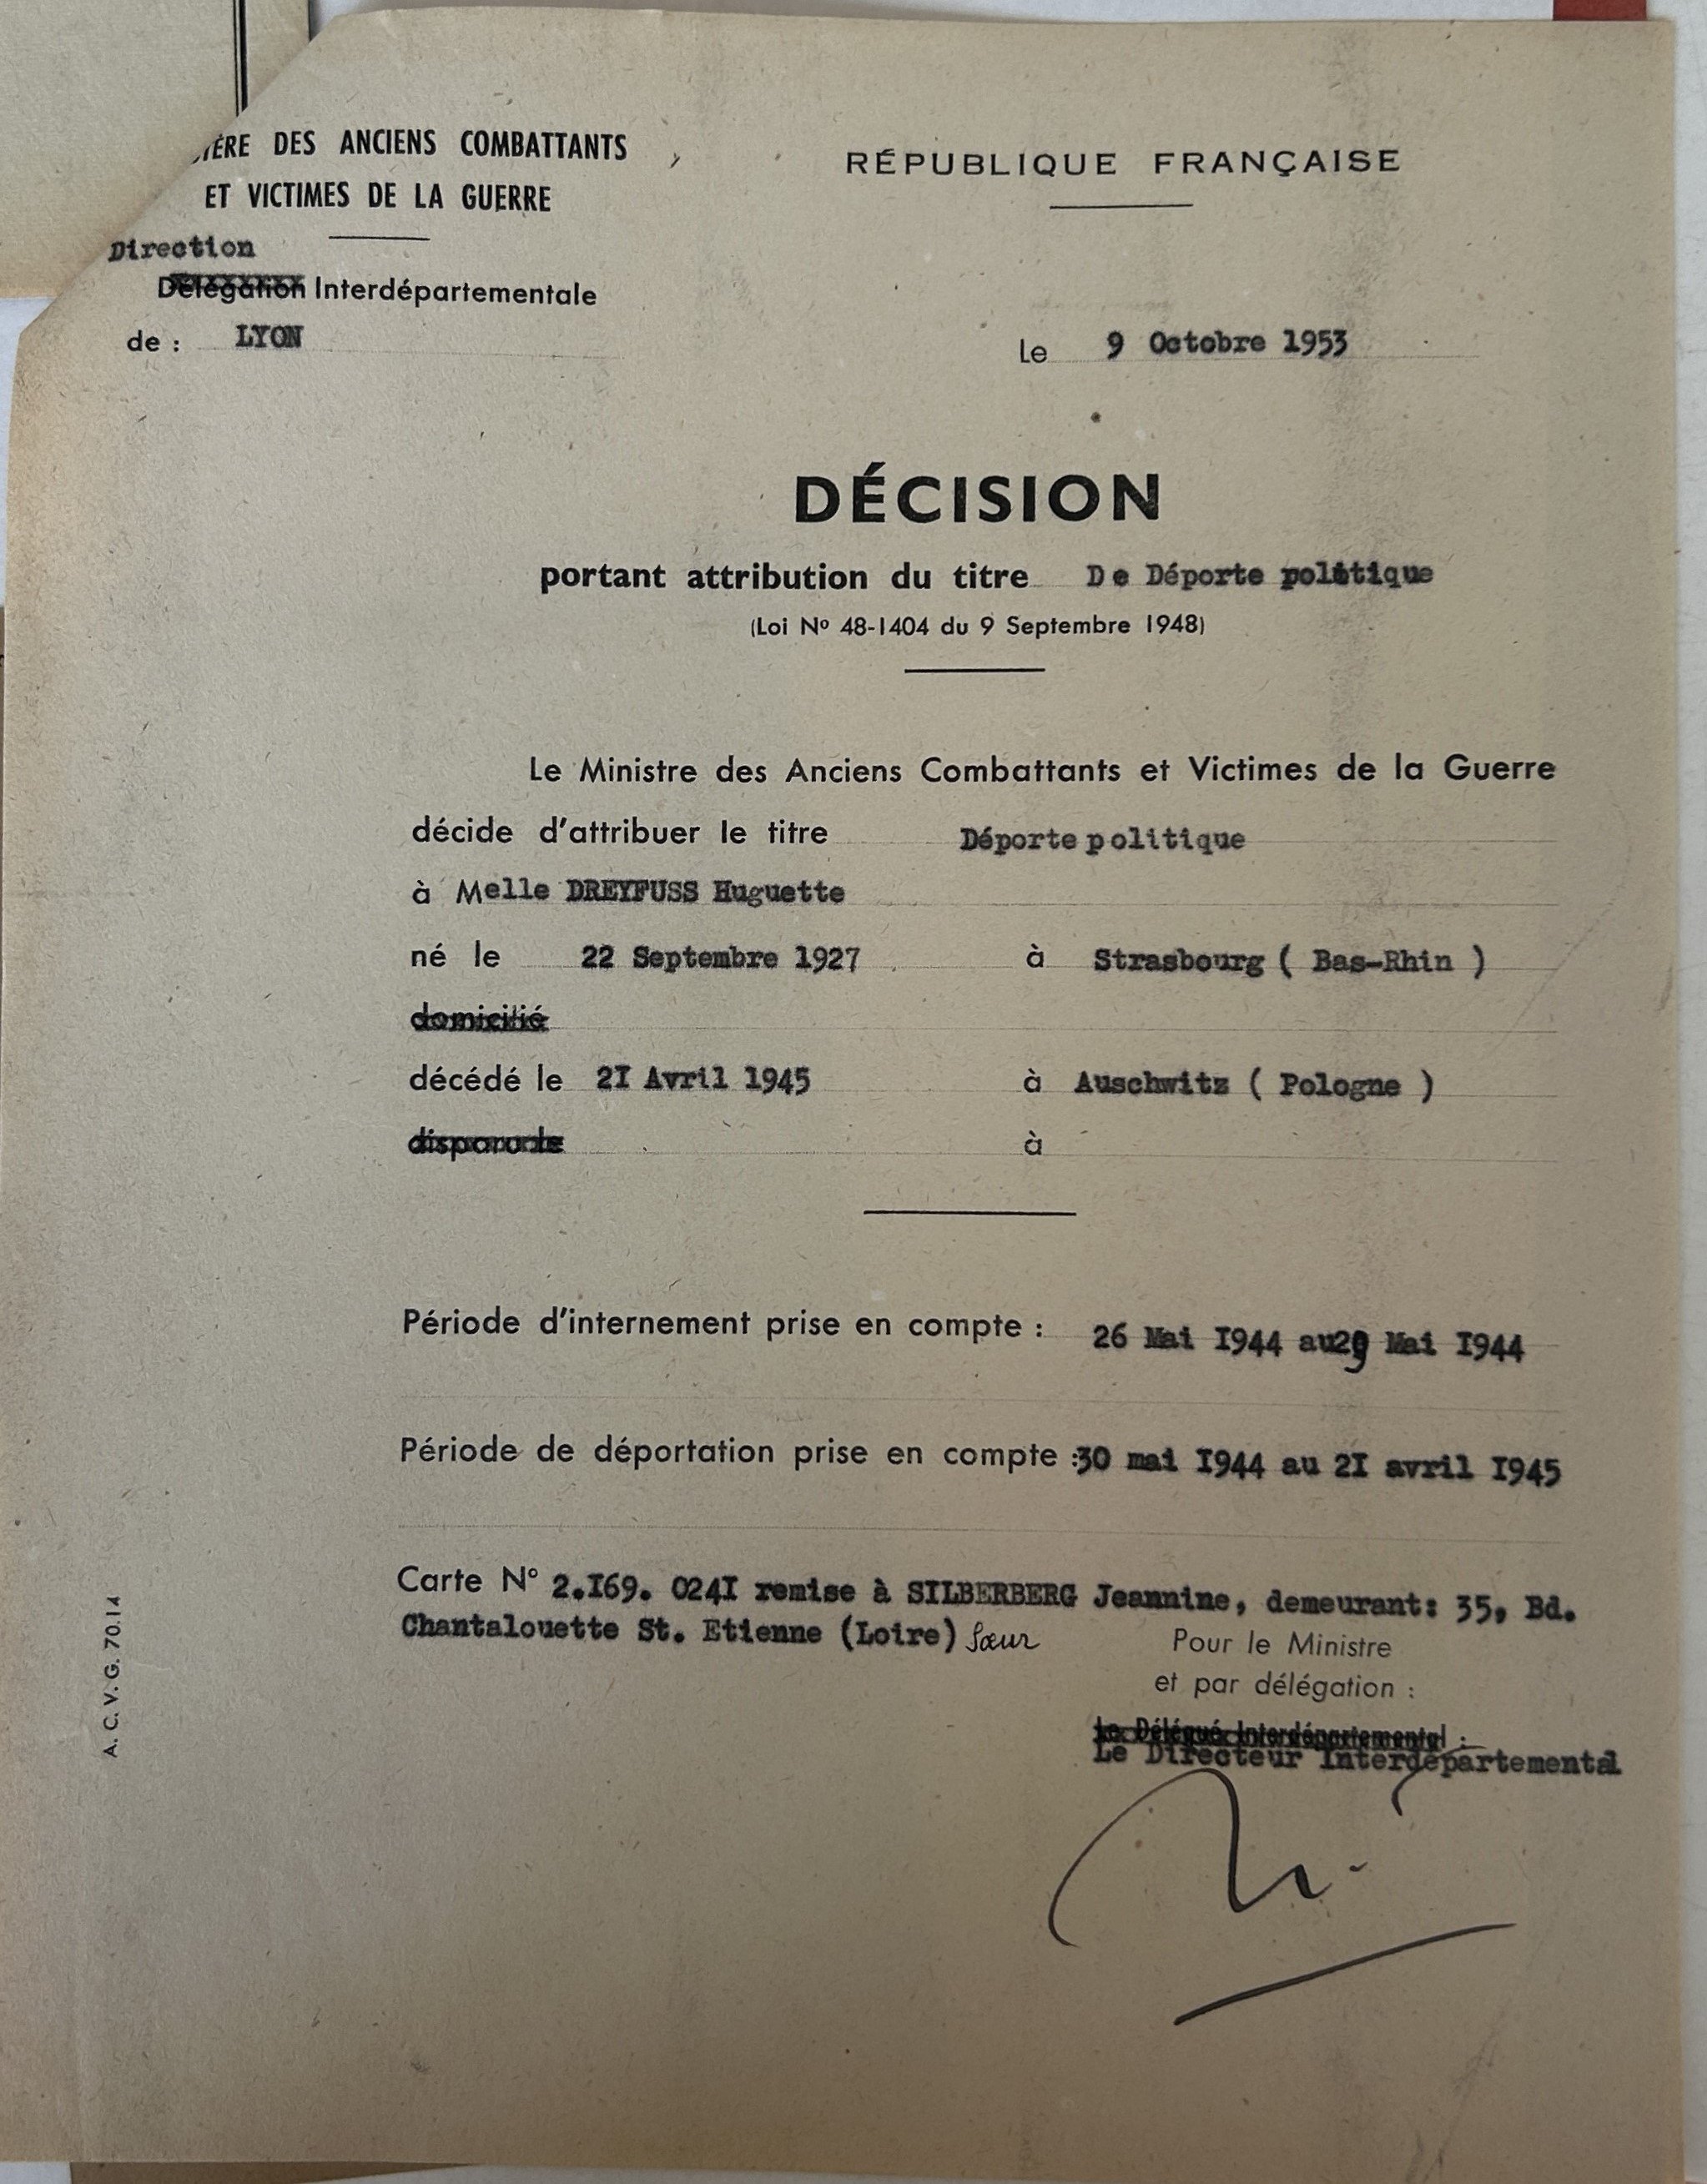 ÈRE DES ANCIENS COMBATTANTS
ET VICTIMES DE LA GUERRE
RÉPUBLIQUE FRANÇAISE
Direction
Délégation Interdépartementale
de : LYON
Le 9 Octobre 1953
DÉCISION
portant attribution du titre De Déporte politique
(Loi Nº 48-1404 du 9 Septembre 1948)
Le Ministre des Anciens Combattants et Victimes de la Guerre
décide d'attribuer le titre Déporte politique
à Melle DREYFUSS Huguette
né le 22 Septembre 1927 à Strasbourg ( Bas-Rhin )
domicilié
décédé le 2I Avril 1945 à Auschwitz ( Pologne )
disparu le à
Période d'internement prise en compte : 26 Mai I944 au29 Mai I944
Période de déportation prise en compte :30 mai I944 au 2I avril I945
Carte N° 2.I69. 024I remise à SILBERBERG Jeannine, demeurant: 35, Bd.
Chantalouette St. Etienne (Loire) Sœur
Pour le Ministre
et par délégation :
Le Délégué Interdépartemental :
Le Directeur Interdépartemental
A. C. V. G. 70.14